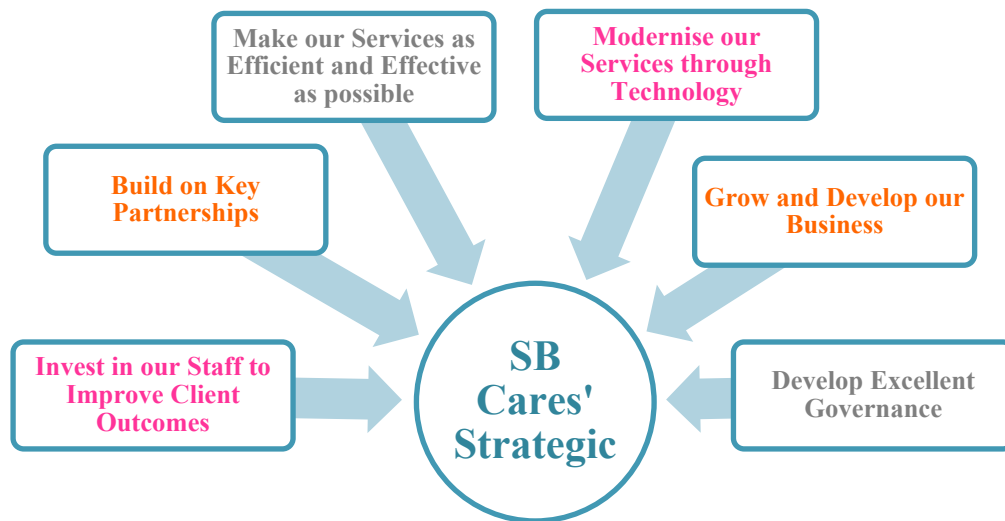 Make our Services as
Efficient and Effective
as possible
Modernise our
Services through
Technology
Build on Key
Partnerships
Grow and Develop our
Business
Invest in our Staff to
Improve Client
Outcomes
SB
Cares'
Strategic
Develop Excellent
Governance